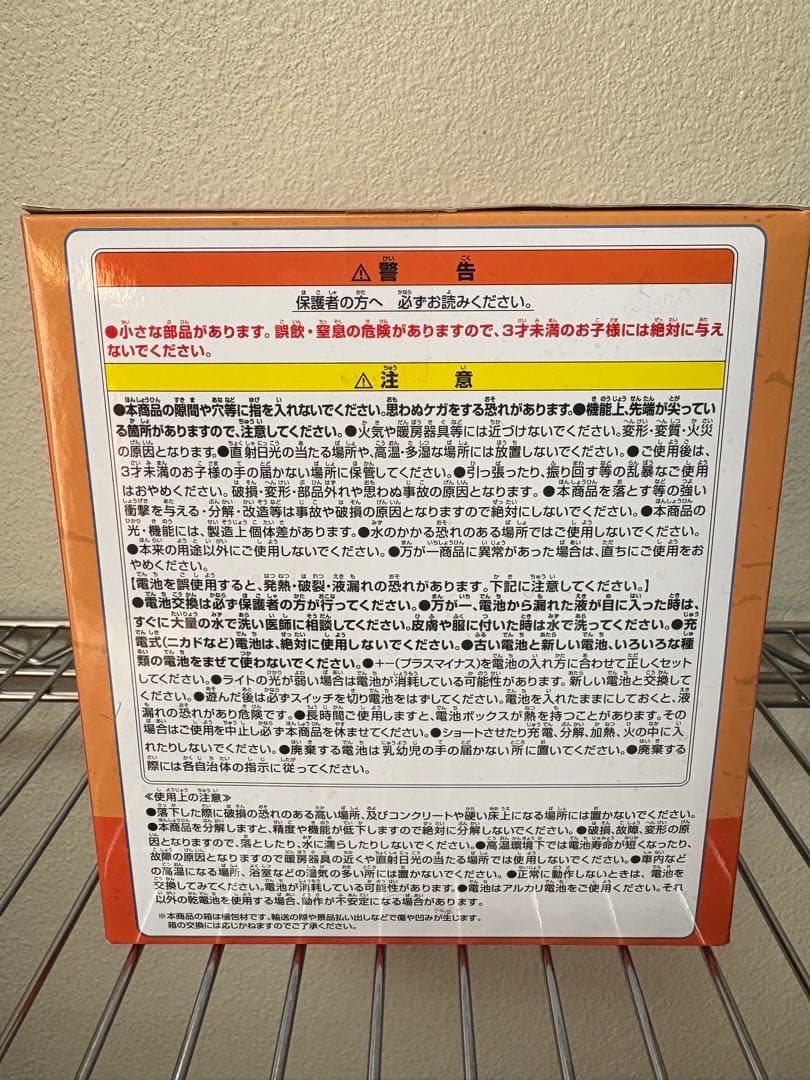 ⚠警告
保護者の方へ 必ずお読みください。
●小さな部品があります。誤飲・窒息の危険がありますので、3才未満のお子様には絶対に与え
ないでください。
⚠注意
●本商品の隙間や穴等に指を入れないでください。思わぬケガをする恐れがあります。●機能上、先端が尖ってい
る箇所がありますので、注意してください。●火気や暖房器具等には近づけないでください。変形・変質・火災
の原因となります。●直射日光の当たる場所や、高温・多湿な場所には放置しないでください。●ご使用後は、
3才未満のお子様の手の届かない場所に保管してください。●引っ張ったり、振り回す等の乱暴なご使用
はおやめください。破損・変形・部品外れや思わぬ事故の原因となります。●本商品を落とす等の強い
衝撃を与える・分解・改造等は事故や破損の原因となりますので絶対にしないでください。●本商品の
光・機能には、製造上個体差があります。●水のかかる恐れのある場所ではご使用しないでください。
●本来の用途以外にご使用しないでください。●万が一商品に異常があった場合は、直ちにご使用をお
やめください。
【電池を誤使用すると、発熱・破裂・液漏れの恐れがあります。下記に注意してください。】
●電池交換は必ず保護者の方が行ってください。●万が一、電池から漏れた液が目に入った時は、
すぐに大量の水で洗い医師に相談してください。皮膚や服に付いた時は水で洗ってください。●充
電式(ニカドなど)電池は、絶対に使用しないでください。●古い電池と新しい電池、いろいろな種
類の電池をまぜて使わないでください。●+−(プラスマイナス)を電池の入れ方に合わせて正しくセット
してください。●ライトの光が弱い場合は電池が消耗している可能性があります。新しい電池と交換して
ください。●遊んだ後は必ずスイッチを切り電池をはずしてください。電池を入れたままにしておくと、液
漏れの恐れがあり危険です。●長時間ご使用しますと、電池ボックスが熱を持つことがあります。その
場合はご使用を中止し必ず本商品を休ませてください。●ショートさせたり充電、分解、加熱、火の中に入
れたりしないでください。●廃棄する電池は乳幼児の手の届かない所に置いてください。●廃棄する
際には各自治体の指示に従ってください。
≪使用上の注意≫
●落下した際に破損の恐れのある高い場所、及びコンクリートや硬い床上になる場所には置かないでください。
●本商品を分解しますと、精度や機能が低下しますので絶対に分解しないでください。●破損、故障、変形の原
因となりますので、落としたり、水に濡らしたりしないでください。●高温環境下では電池寿命が短くなったり、
故障の原因となりますので暖房器具の近くや直射日光の当たる場所では使用しないでください。●車内など
の高温になる場所、浴室などの湿気の多い所には置かないでください。●正常に動作しないときは、電池を
交換してみてください。電池が消耗している可能性があります。●電池はアルカリ電池をご使用ください。それ
以外の乾電池を使用する場合、動作が不安定になる場合があります。
※本商品の箱は梱包材です。輸送の際や景品払い出しなどで傷や凹みが生じます。
箱の交換には応じかねますのでご了承ください。